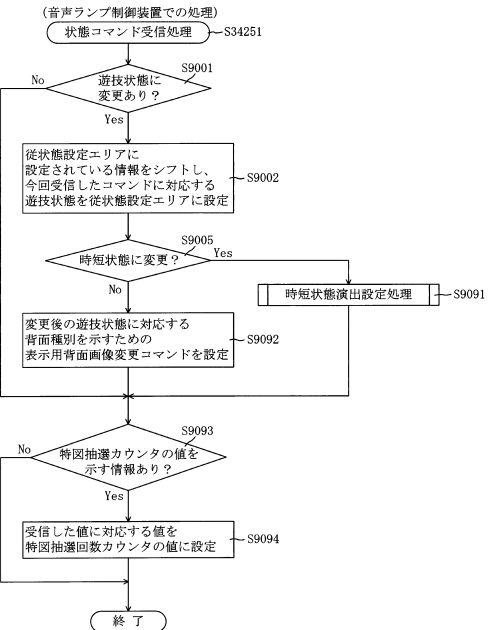 (音声ランプ制御装置での処理)
状態コマンド受信処理
S34251
S9001
No
遊技状態に
変更あり?
Yes
従状態設定エリアに
設定されている情報をシフトし、
今回受信したコマンドに対応する
遊技状態を従状態設定エリアに設定
S9002
S9005
時短状態に変更?
Yes
No
時短状態演出設定処理
S9091
変更後の遊技状態に対応する
背面種別を示すための
表示用背面画像変更コマンドを設定
S9092
S9093
No
特図抽選カウンタの値を
示す情報あり?
Yes
受信した値に対応する値を
特図抽選回数カウンタの値に設定
S9094
終了